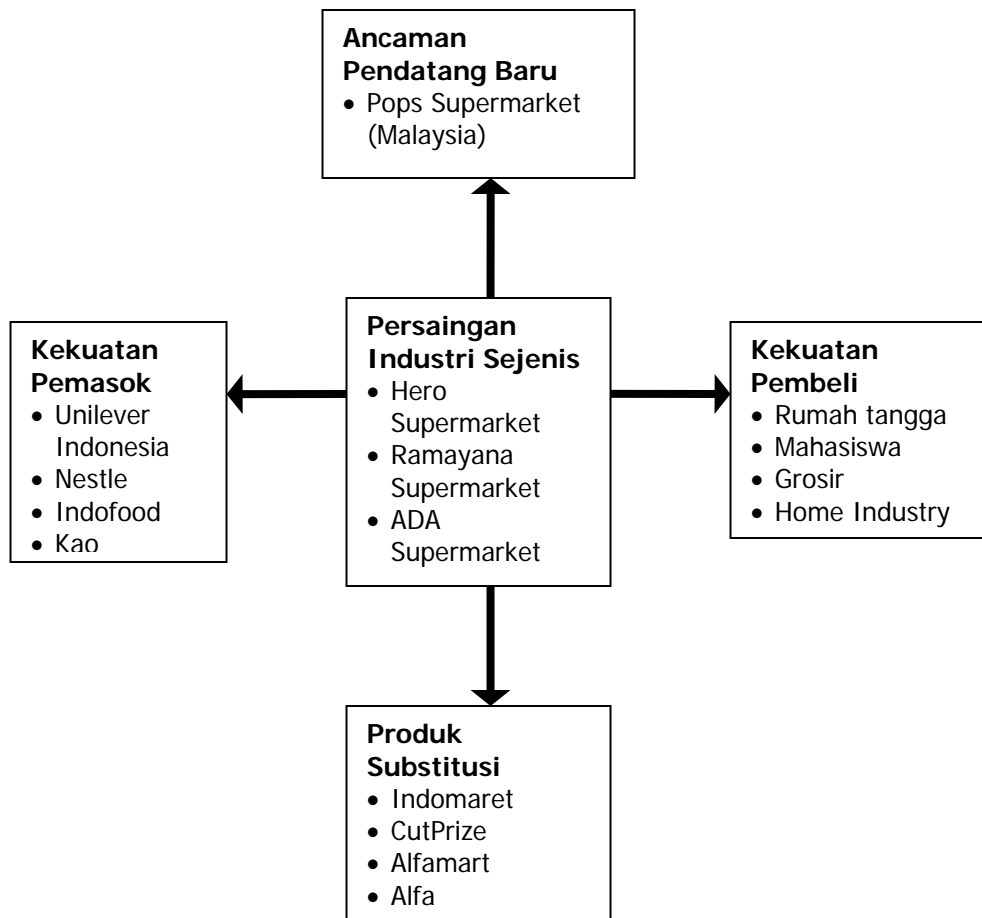 Ancaman
Pendatang Baru
• Pops Supermarket
(Malaysia)
Kekuatan
Pemasok
• Unilever
Indonesia
• Nestle
• Indofood
• Kao
Persaingan
Industri Sejenis
• Hero
Supermarket
• Ramayana
Supermarket
• ADA
Supermarket
Kekuatan
Pembeli
• Rumah tangga
• Mahasiswa
• Grosir
• Home Industry
Produk
Substitusi
• Indomaret
• CutPrize
• Alfamart
• Alfa